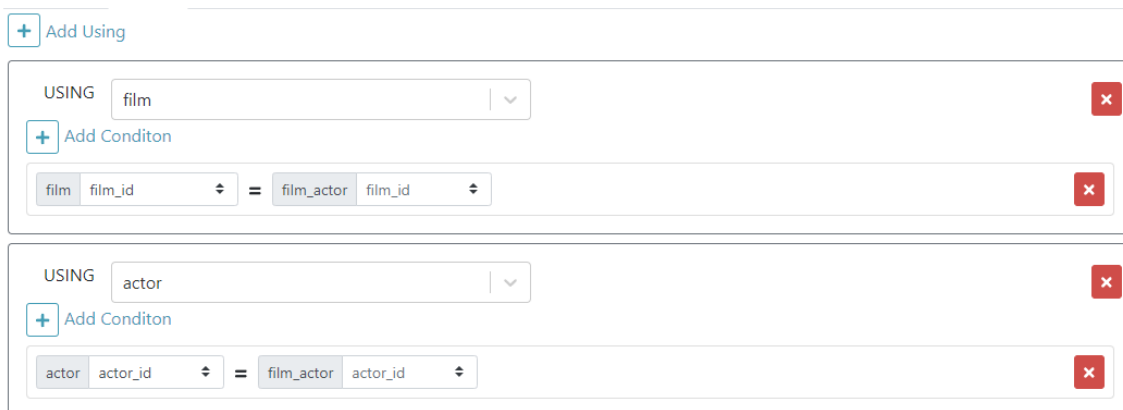 Add Using
USING film
Add Conditon
film film_id = film_actor film_id
USING actor
Add Conditon
actor actor_id = film_actor actor_id